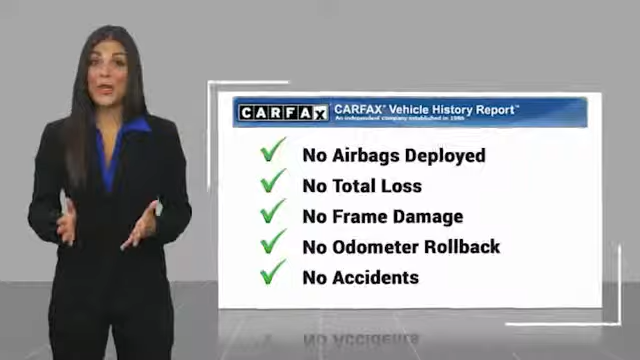 CARFAX CARFAX® Vehicle History Report™
An independent company established in 1986
No Airbags Deployed
No Total Loss
No Frame Damage
No Odometer Rollback
No Accidents